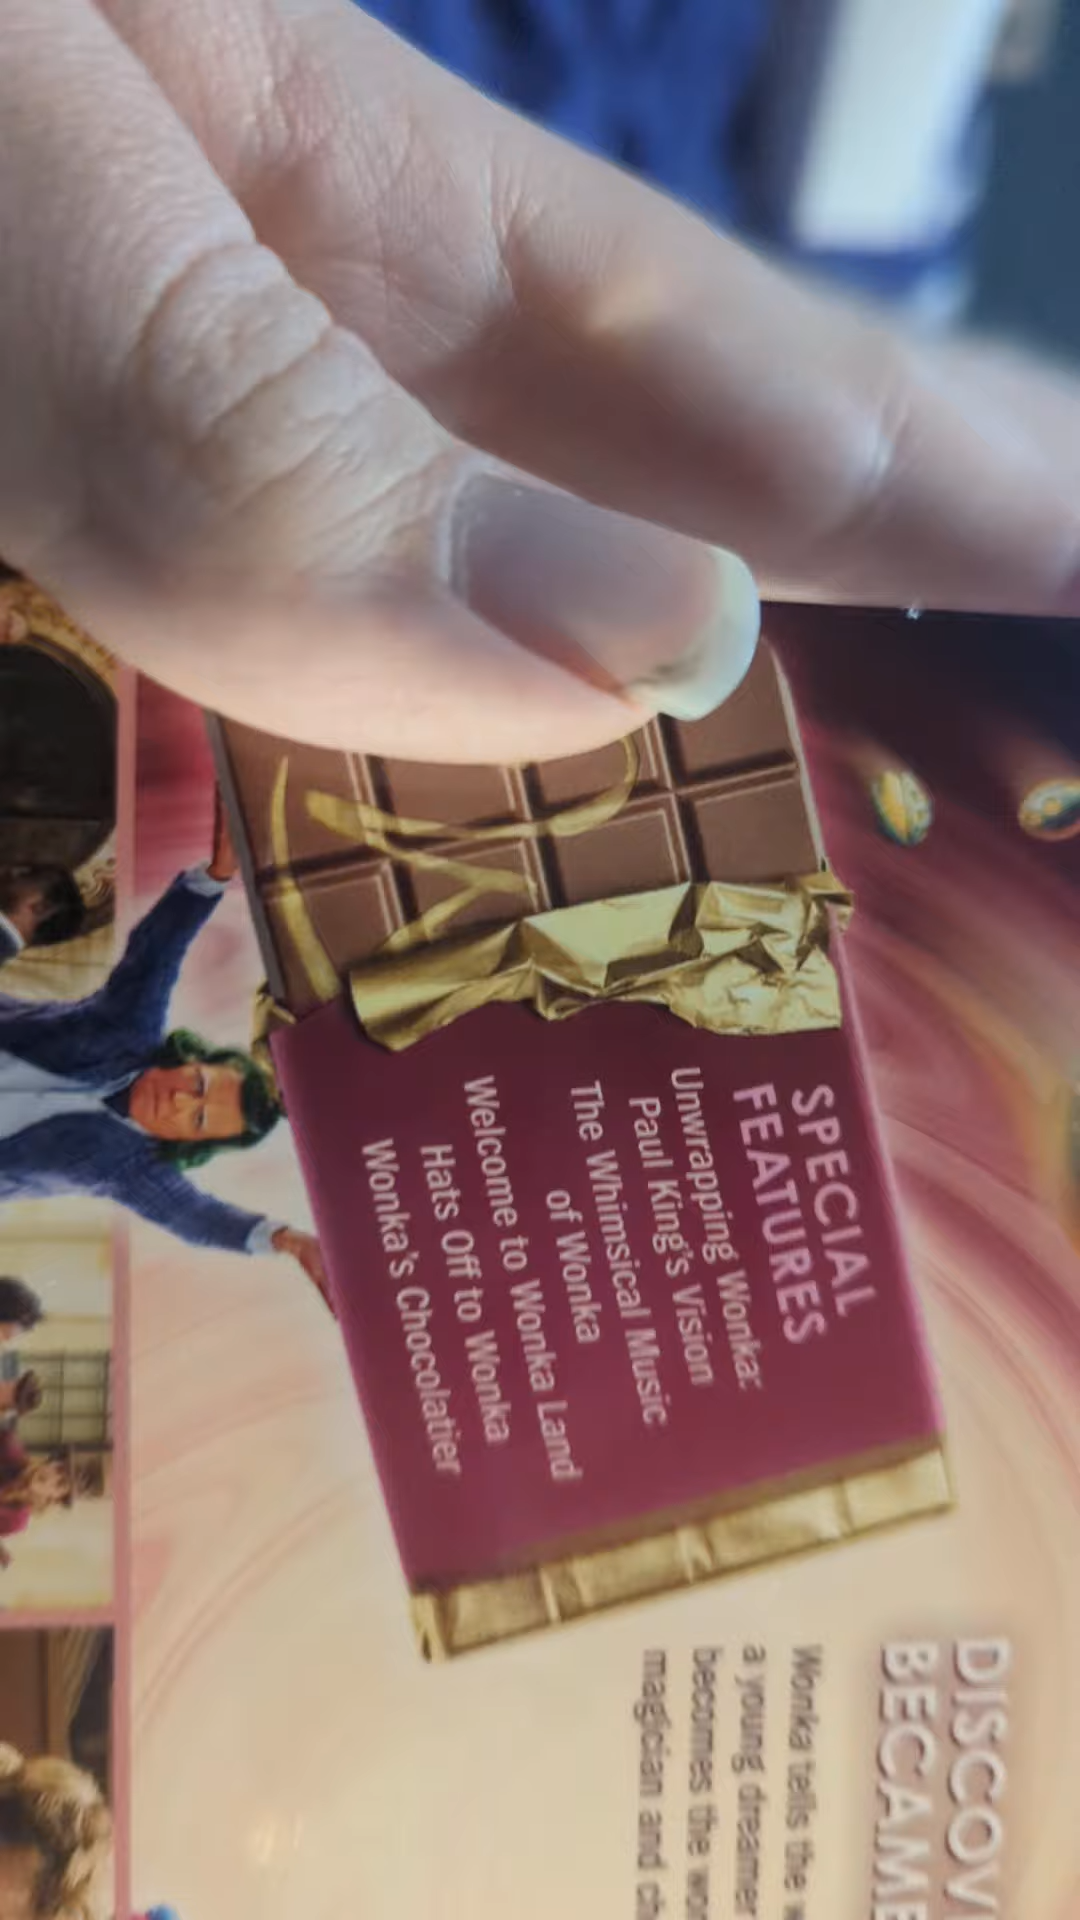 SPECIAL
FEATURES
Unwrapping Wonka:
Paul King's Vision
The Whimsical Music
of Wonka
Welcome to Wonka Land
Hats Off to Wonka
Wonka's Chocolatier
DISCOV
BECAME
Wonka tells the w
a young dreamer
becomes the wor
magician and ch